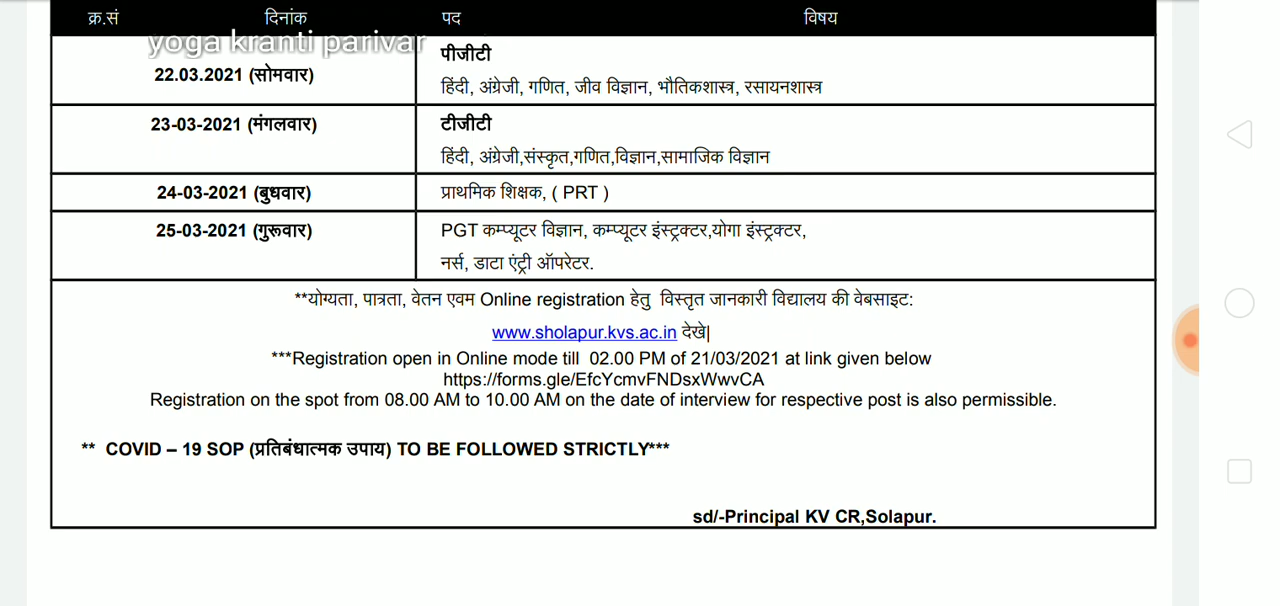 क्र.सं दिनांक पद विषय
yoga kranti parivar
22.03.2021 (सोमवार)
पीजीटी
हिंदी, अंग्रेजी, गणित, जीव विज्ञान, भौतिकशास्त्र, रसायनशास्त्र
23-03-2021 (मंगलवार)
टीजीटी
हिंदी, अंग्रेजी,संस्कृत,गणित,विज्ञान,सामाजिक विज्ञान
24-03-2021 (बुधवार) प्राथमिक शिक्षक, ( PRT )
25-03-2021 (गुरूवार) PGT कम्प्यूटर विज्ञान, कम्प्यूटर इंस्ट्रक्टर,योगा इंस्ट्रक्टर,
नर्स, डाटा एंट्री ऑपरेटर.
**योग्यता, पात्रता, वेतन एवम Online registration हेतु विस्तृत जानकारी विद्यालय की वेबसाइट:
www.sholapur.kvs.ac.in देखे|
***Registration open in Online mode till 02.00 PM of 21/03/2021 at link given below
https://forms.gle/EfcYcmvFNDsxWwvCA
Registration on the spot from 08.00 AM to 10.00 AM on the date of interview for respective post is also permissible.
** COVID – 19 SOP (प्रतिबंधात्मक उपाय) TO BE FOLLOWED STRICTLY***
sd/-Principal KV CR,Solapur.